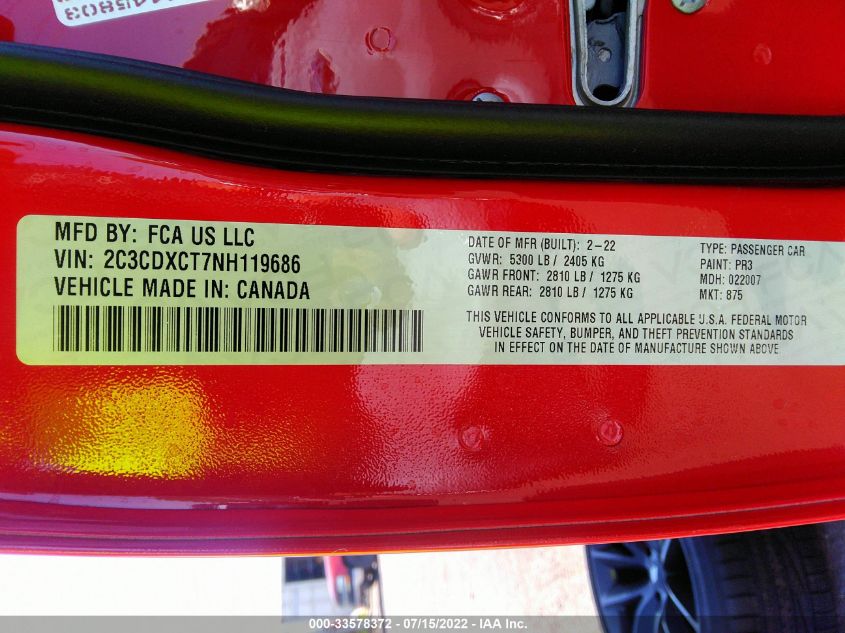 MFD BY: FCA US LLC
VIN: 2C3CDXCT7NH119686
VEHICLE MADE IN: CANADA
DATE OF MFR (BUILT): 2-22
GVWR: 5300 LB / 2405 KG
GAWR FRONT: 2810 LB / 1275 KG
GAWR REAR: 2810 LB / 1275 KG
TYPE: PASSENGER CAR
PAINT: PR3
MDH: 022007
MKT: 875
THIS VEHICLE CONFORMS TO ALL APPLICABLE U.S.A. FEDERAL MOTOR
VEHICLE SAFETY, BUMPER, AND THEFT PREVENTION STANDARDS
IN EFFECT ON THE DATE OF MANUFACTURE SHOWN ABOVE.
000-33578372 - 07/15/2022 - IAA Inc.